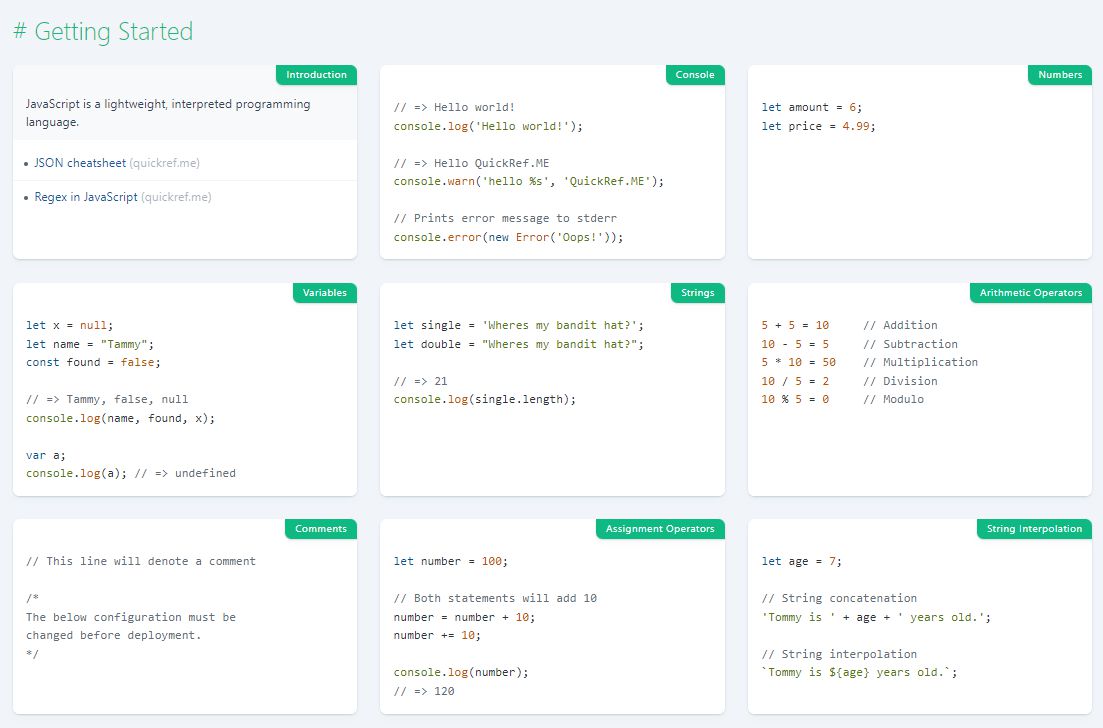 # Getting Started
Introduction
JavaScript is a lightweight, interpreted programming
language.
JSON cheatsheet (quickref.me)
Regex in JavaScript (quickref.me)
Console
// => Hello world!
console.log('Hello world!');
// => Hello QuickRef.ME
console.warn('hello %s', 'QuickRef.ME');
// Prints error message to stderr
console.error(new Error('Oops!'));
Numbers
let amount = 6;
let price = 4.99;
Variables
let x = null;
let name = "Tammy";
const found = false;
// => Tammy, false, null
console.log(name, found, x);
var a;
console.log(a); // => undefined
Strings
let single = 'Wheres my bandit hat?';
let double = "Wheres my bandit hat?";
// => 21
console.log(single.length);
Arithmetic Operators
5 + 5 = 10 // Addition
10 - 5 = 5 // Subtraction
5 * 10 = 50 // Multiplication
10 / 5 = 2 // Division
10 % 5 = 0 // Modulo
Comments
// This line will denote a comment
/*
The below configuration must be
changed before deployment.
*/
Assignment Operators
let number = 100;
// Both statements will add 10
number = number + 10;
number += 10;
console.log(number);
// => 120
String Interpolation
let age = 7;
// String concatenation
'Tommy is ' + age + ' years old.';
// String interpolation
`Tommy is ${age} years old.`;